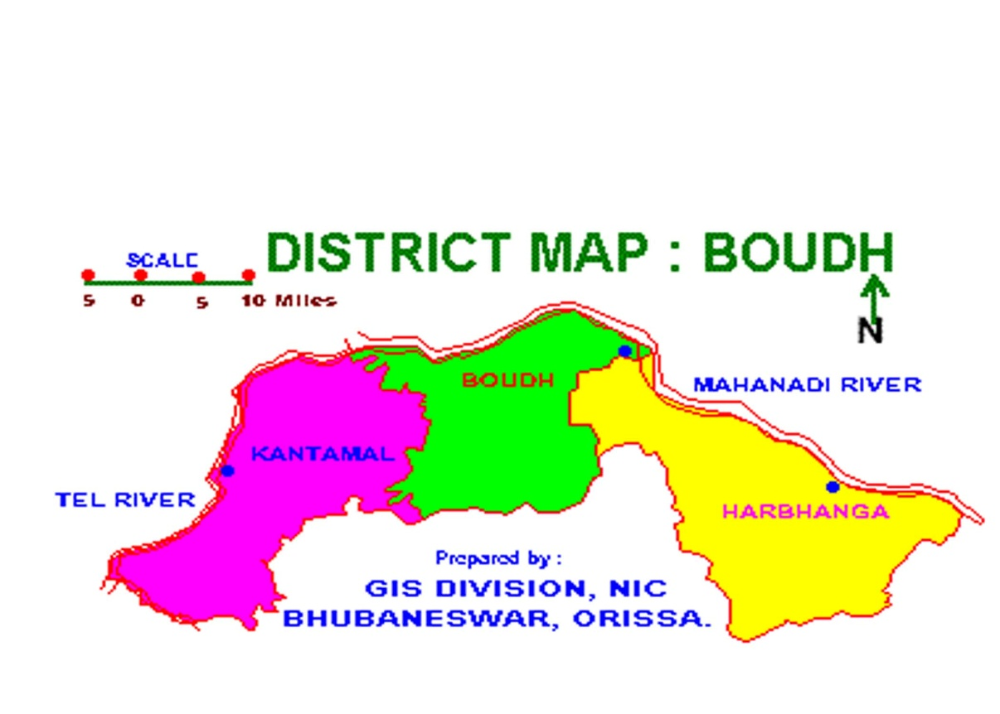 DISTRICT MAP : BOUDH
SCALE
5 0 5 10 Miles
N
BOUDH
MAHANADI RIVER
KANTAMAL
TEL RIVER
HARBHANGA
Prepared by :
GIS DIVISION, NIC
BHUBANESWAR, ORISSA.